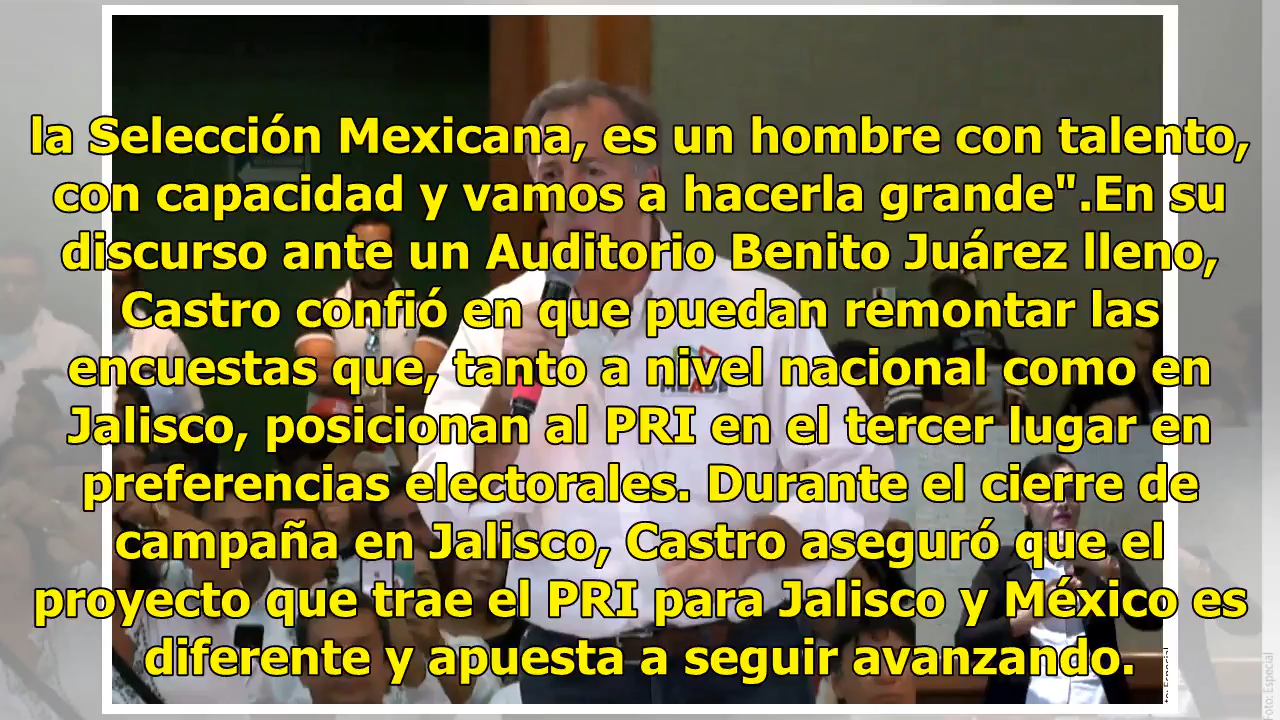 la Selección Mexicana, es un hombre con talento,
con capacidad y vamos a hacerla grande".En su
discurso ante un Auditorio Benito Juárez lleno,
Castro confió en que puedan remontar las
encuestas que, tanto a nivel nacional como en
Jalisco, posicionan al PRI en el tercer lugar en
preferencias electorales. Durante el cierre de
campaña en Jalisco, Castro aseguró que el
proyecto que trae el PRI para Jalisco y México es
diferente y apuesta a seguir avanzando.
Especial